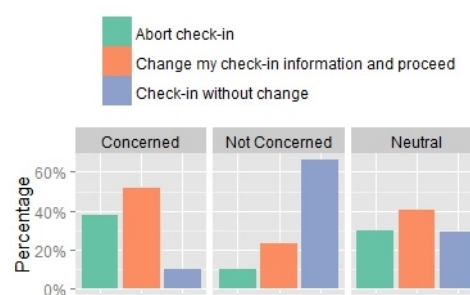 Abort check-in
Change my check-in information and proceed
Check-in without change
Concerned Not Concerned Neutral
Percentage
60%
40%
20%
0%